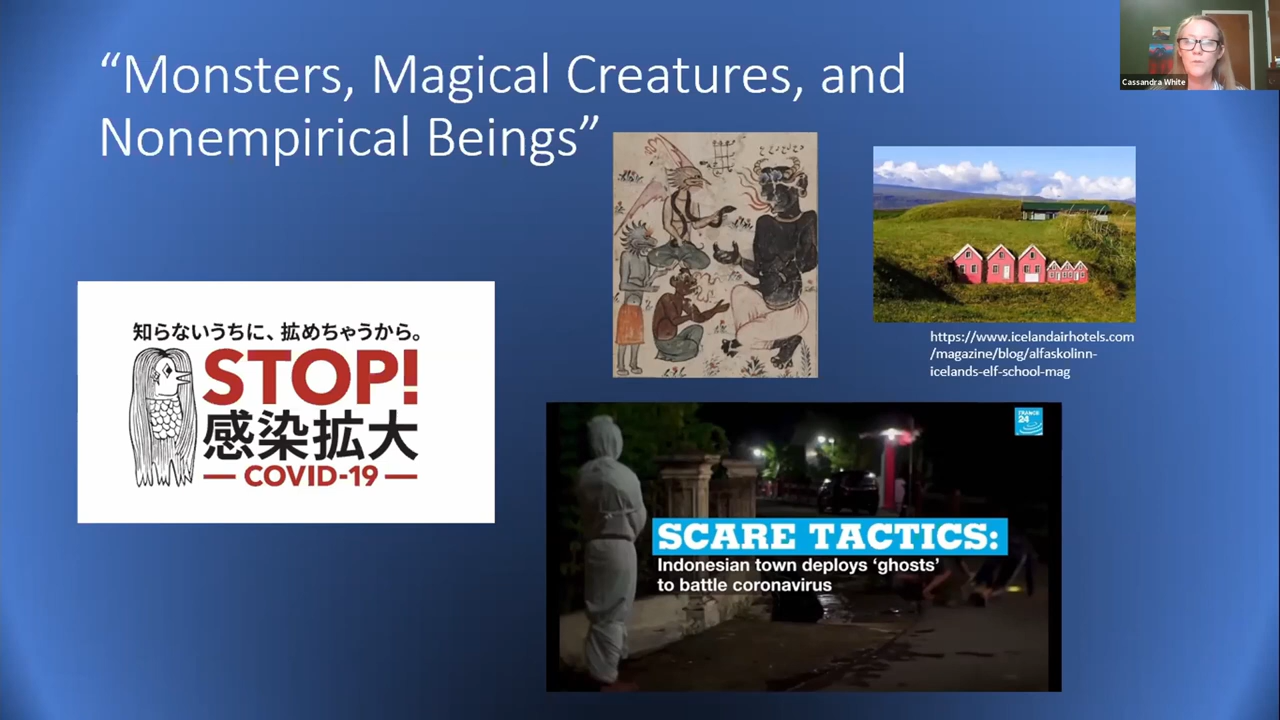 “Monsters, Magical Creatures, and
Nonempirical Beings”
Cassandra White
https://www.icelandairhotels.com
/magazine/blog/alfaskolinn-
icelands-elf-school-mag
知らないうちに、拡めちゃうから。
STOP!
感染拡大
COVID-19
FRANCE
24
SCARE TACTICS:
Indonesian town deploys ‘ghosts’
to battle coronavirus